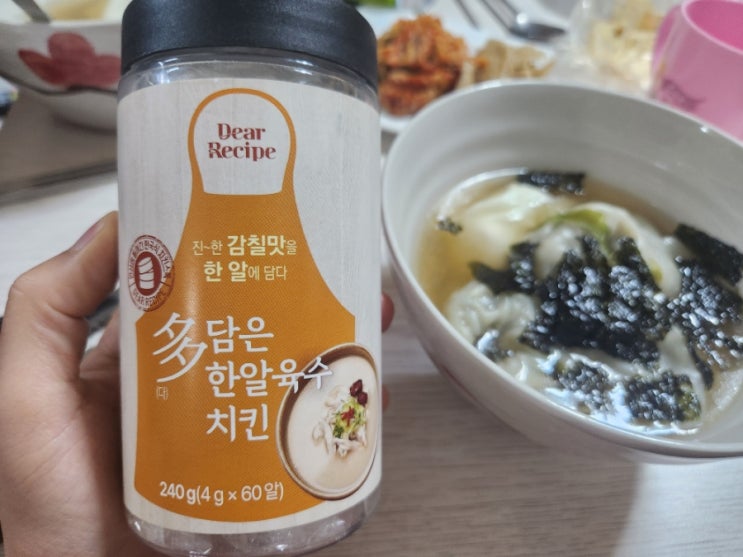 Dear
Recipe
진~한 감칠맛을
한 알에 담다
多담은
(다)
한알육수
치킨
240g(4g×60알)